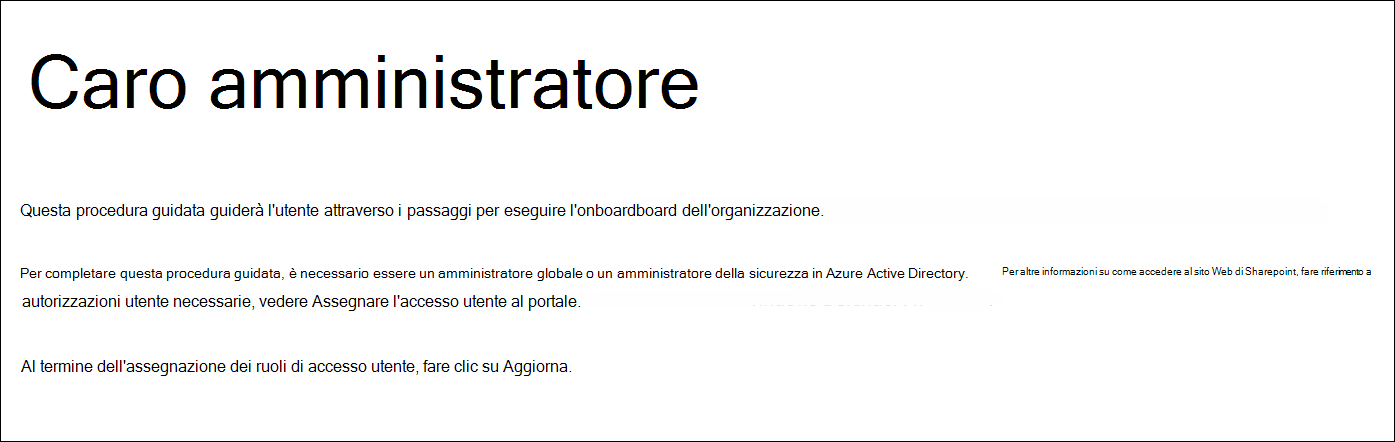 Caro amministratore
Questa procedura guidata guiderà l'utente attraverso i passaggi per eseguire l'onboardboard dell'organizzazione.
Per completare questa procedura guidata, è necessario essere un amministratore globale o un amministratore della sicurezza in Azure Active Directory. Per altre informazioni su come accedere al sito Web di Sharepoint, fare riferimento a
autorizzazioni utente necessarie, vedere Assegnare l'accesso utente al portale.
Al termine dell'assegnazione dei ruoli di accesso utente, fare clic su Aggiorna.